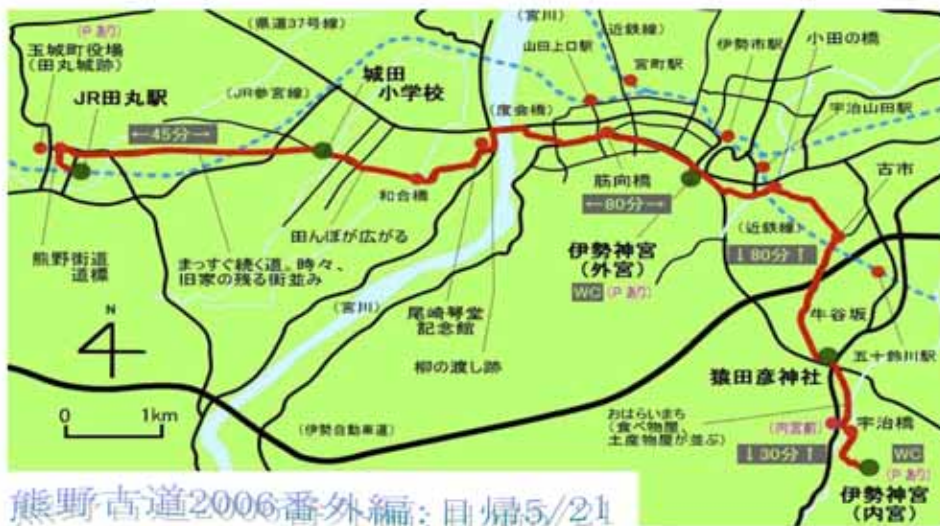 (Pあり)
玉城町役場
(田丸城跡)
(県道37号線)
(宮川)
近鉄線)
山田上口駅
宮町駅
伊勢市駅
小田の橋
JR田丸駅
城田
小学校
(JR参宮線)
(度会橋)
宇治山田駅
←45分→
和合橋
筋向橋
古市
←80分→
田んぼが広がる
伊勢神宮
(外宮)
WC (Pあり)
(近鉄線)
↓80分↑
熊野街道
道標
まっすぐ続く道。時々、
旧家の残る街並み
(宮川)
尾崎琴堂
記念館
柳の渡し跡
牛谷坂
五十鈴川駅
猿田彦神社
N
0 1km
(伊勢自動車道)
おはらいまち
(食べ物屋、
土産物屋が並ぶ)
(内宮前)
宇治橋
↓30分↑
WC
(Pあり)
伊勢神宮
(内宮)
熊野古道2006番外編:日帰5/21